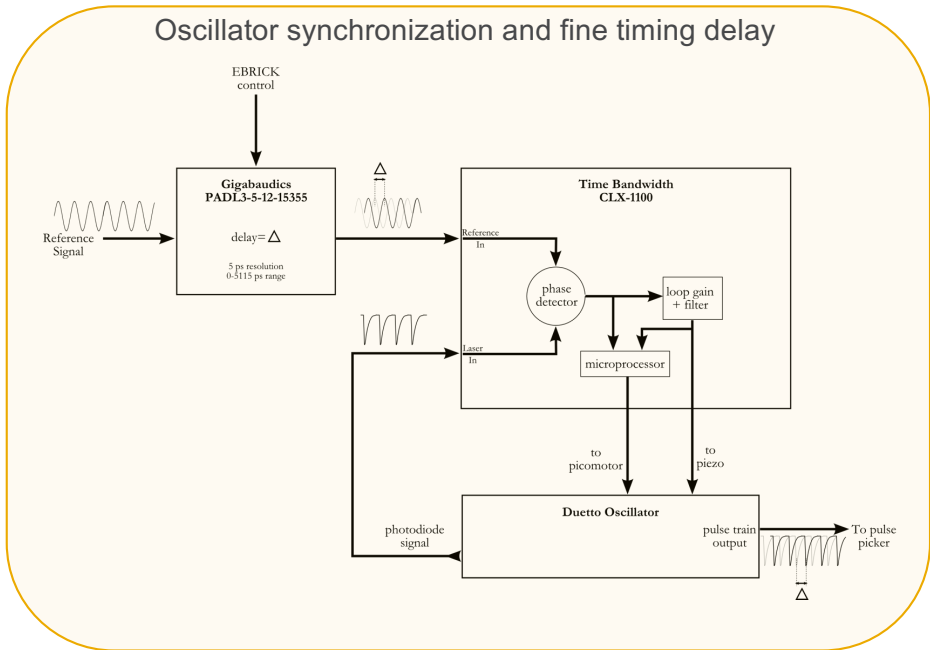 Oscillator synchronization and fine timing delay
EBRICK
control
Gigabaudics
PADL3-5-12-15355
delay= Δ
5 ps resolution
0-5115 ps range
Reference
Signal
Δ
Time Bandwidth
CLX-1100
Reference
In
phase
detector
loop gain
+ filter
Laser
In
microprocessor
to
picomotor
to
piezo
Duetto Oscillator
photodiode
signal
pulse train
output
To pulse
picker
Δ